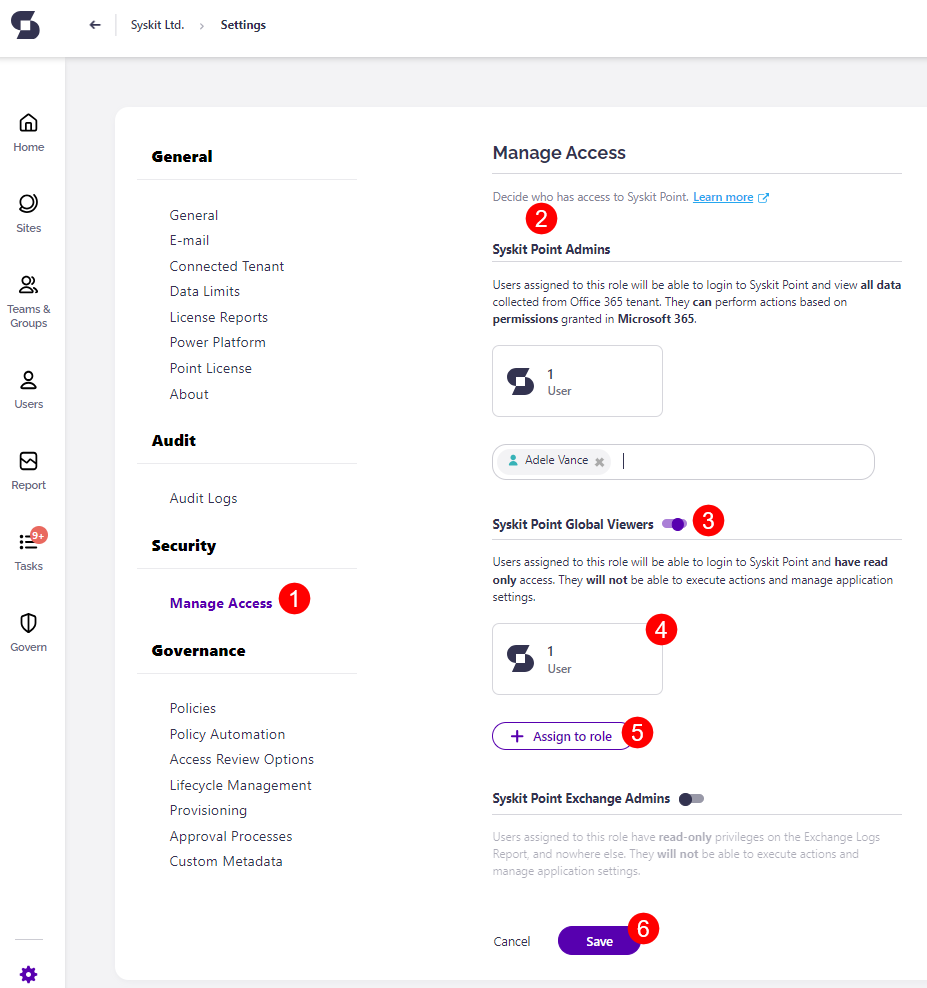 Syskit Ltd. › Settings
Home
Sites
Teams &
Groups
Users
Report
9+
Tasks
Govern
General
General
E-mail
Connected Tenant
Data Limits
License Reports
Power Platform
Point License
About
Audit
Audit Logs
Security
Manage Access 1
Governance
Policies
Policy Automation
Access Review Options
Lifecycle Management
Provisioning
Approval Processes
Custom Metadata
Manage Access
Decide who has access to Syskit Point. Learn more
2
Syskit Point Admins
Users assigned to this role will be able to login to Syskit Point and view all data
collected from Office 365 tenant. They can perform actions based on
permissions granted in Microsoft 365.
1
User
Adele Vance
Syskit Point Global Viewers 3
Users assigned to this role will be able to login to Syskit Point and have read
only access. They will not be able to execute actions and manage application
settings.
4
1
User
+ Assign to role 5
Syskit Point Exchange Admins
Users assigned to this role have read-only privileges on the Exchange Logs
Report, and nowhere else. They will not be able to execute actions and
manage application settings.
Cancel Save 6